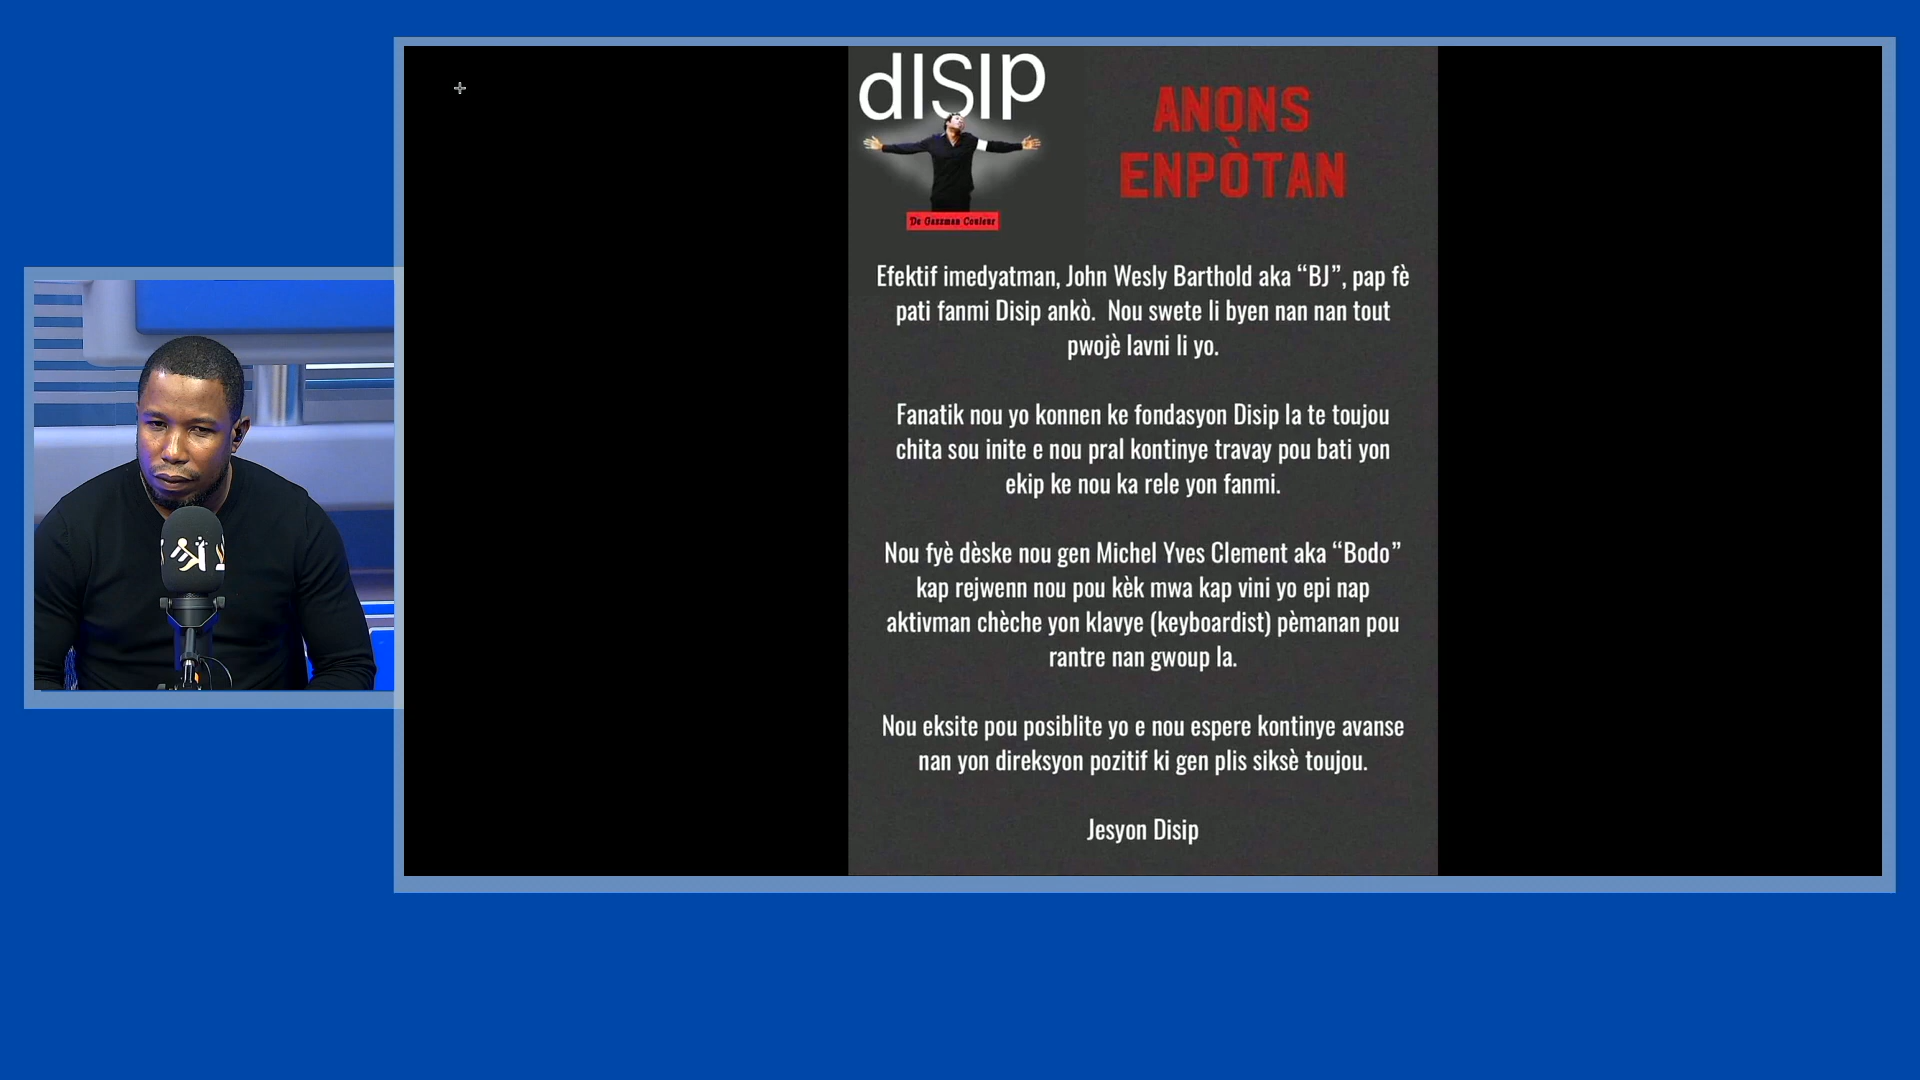 dISIp
De Gazzman Couleur
ANONS
ENPÒTAN
Efektif imedyatman, John Wesly Barthold aka “BJ”, pap fè
pati fanmi Disip ankò. Nou swete li byen nan nan tout
pwojè lavni li yo.
Fanatik nou yo konnen ke fondasyon Disip la te toujou
chita sou inite e nou pral kontinye travay pou bati yon
ekip ke nou ka rele yon fanmi.
Nou fyè dèske nou gen Michel Yves Clement aka “Bodo”
kap rejwenn nou pou kèk mwa kap vini yo epi nap
aktivman chèche yon klavye (keyboardist) pèmanan pou
rantre nan gwoup la.
Nou eksite pou posiblite yo e nou espere kontinye avanse
nan yon direksyon pozitif ki gen plis siksè toujou.
Jesyon Disip